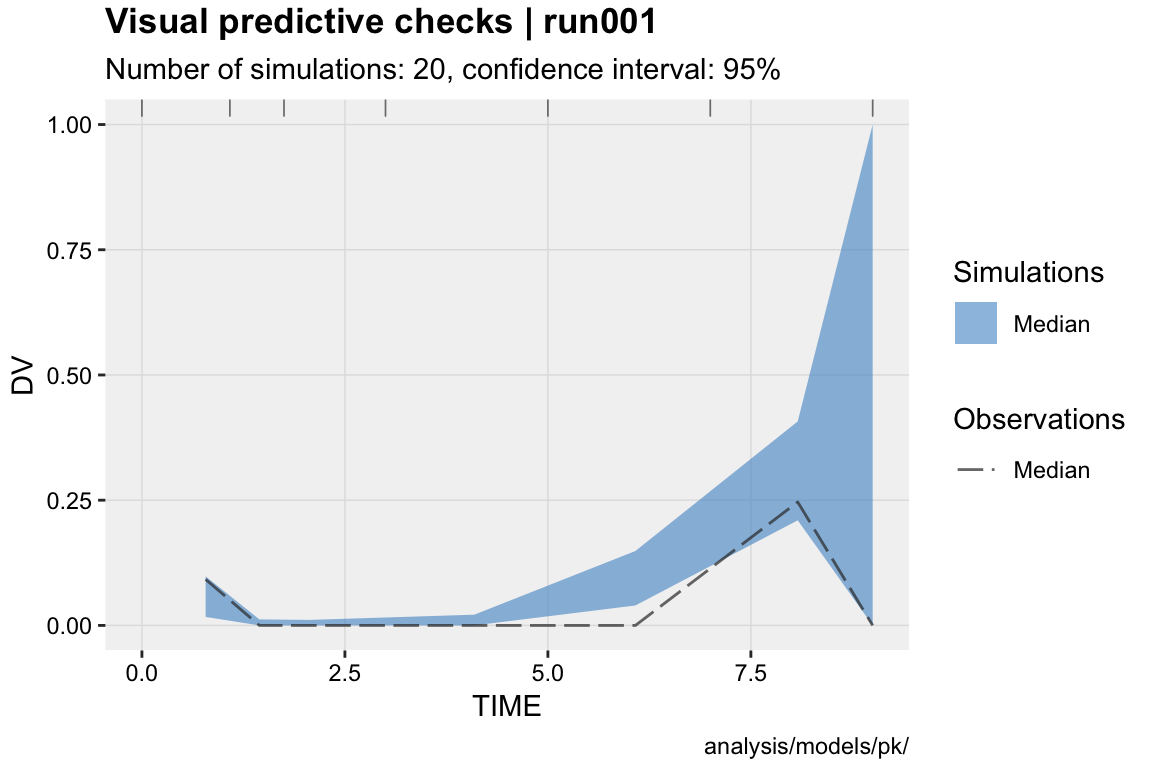 Visual predictive checks | run001
Number of simulations: 20, confidence interval: 95%
1.00
0.75
0.50
0.25
0.00
DV
0.0
2.5
5.0
7.5
TIME
Simulations
Median
Observations
Median
analysis/models/pk/